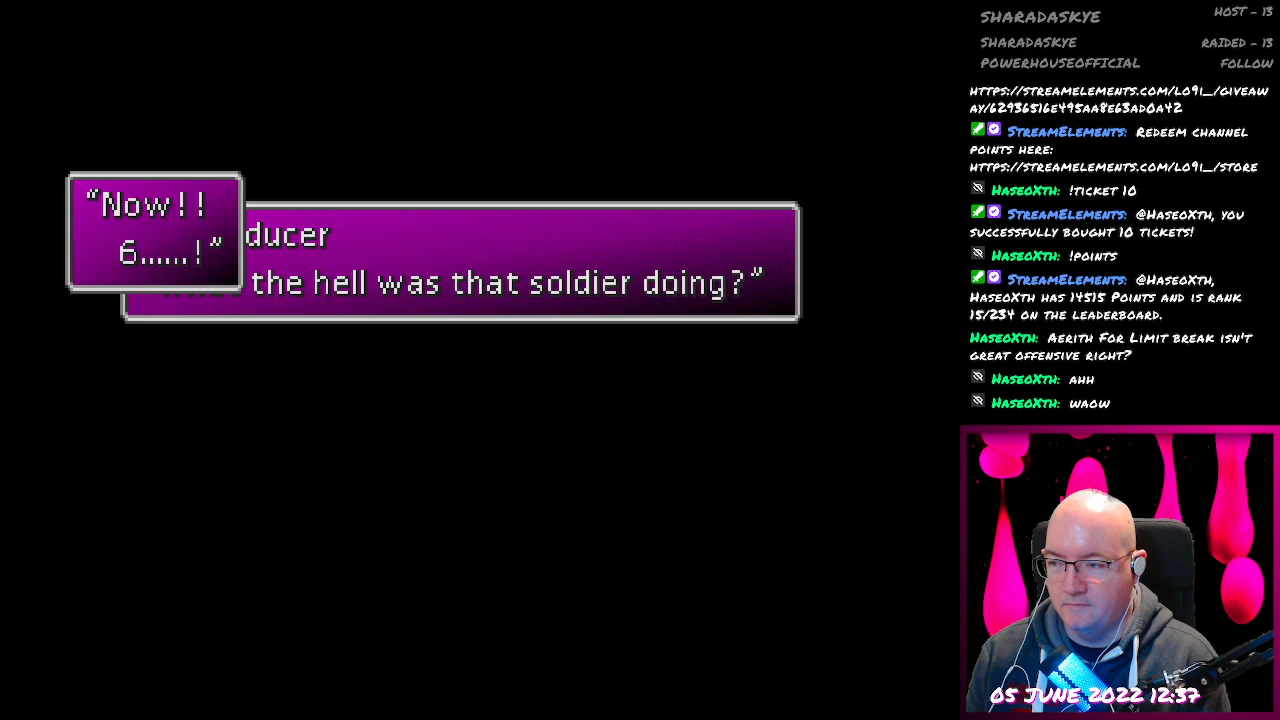 “Now!!
6......!”
ducer
the hell was that soldier doing?”
SHARADASKYE
HOST - 13
SHARADASKYE
RAIDED - 13
POWERHOUSEOFFICIAL
FOLLOW
HTTPS://STREAMELEMENTS.COM/LO9I_/GIVEAW
AY/62936516E495AA8E63AD0A42
STREAMELEMENTS: REDEEM CHANNEL
POINTS HERE:
HTTPS://STREAMELEMENTS.COM/LO9I_/STORE
HASEOXTH: !TICKET 10
STREAMELEMENTS: @HASEOXTH, YOU
SUCCESSFULLY BOUGHT 10 TICKETS!
HASEOXTH: !POINTS
STREAMELEMENTS: @HASEOXTH,
HASEOXTH HAS 14515 POINTS AND IS RANK
15/234 ON THE LEADERBOARD.
HASEOXTH: AERITH FOR LIMIT BREAK ISN'T
GREAT OFFENSIVE RIGHT?
HASEOXTH: AHH
HASEOXTH: WAOW
05 JUNE 2022 12:37